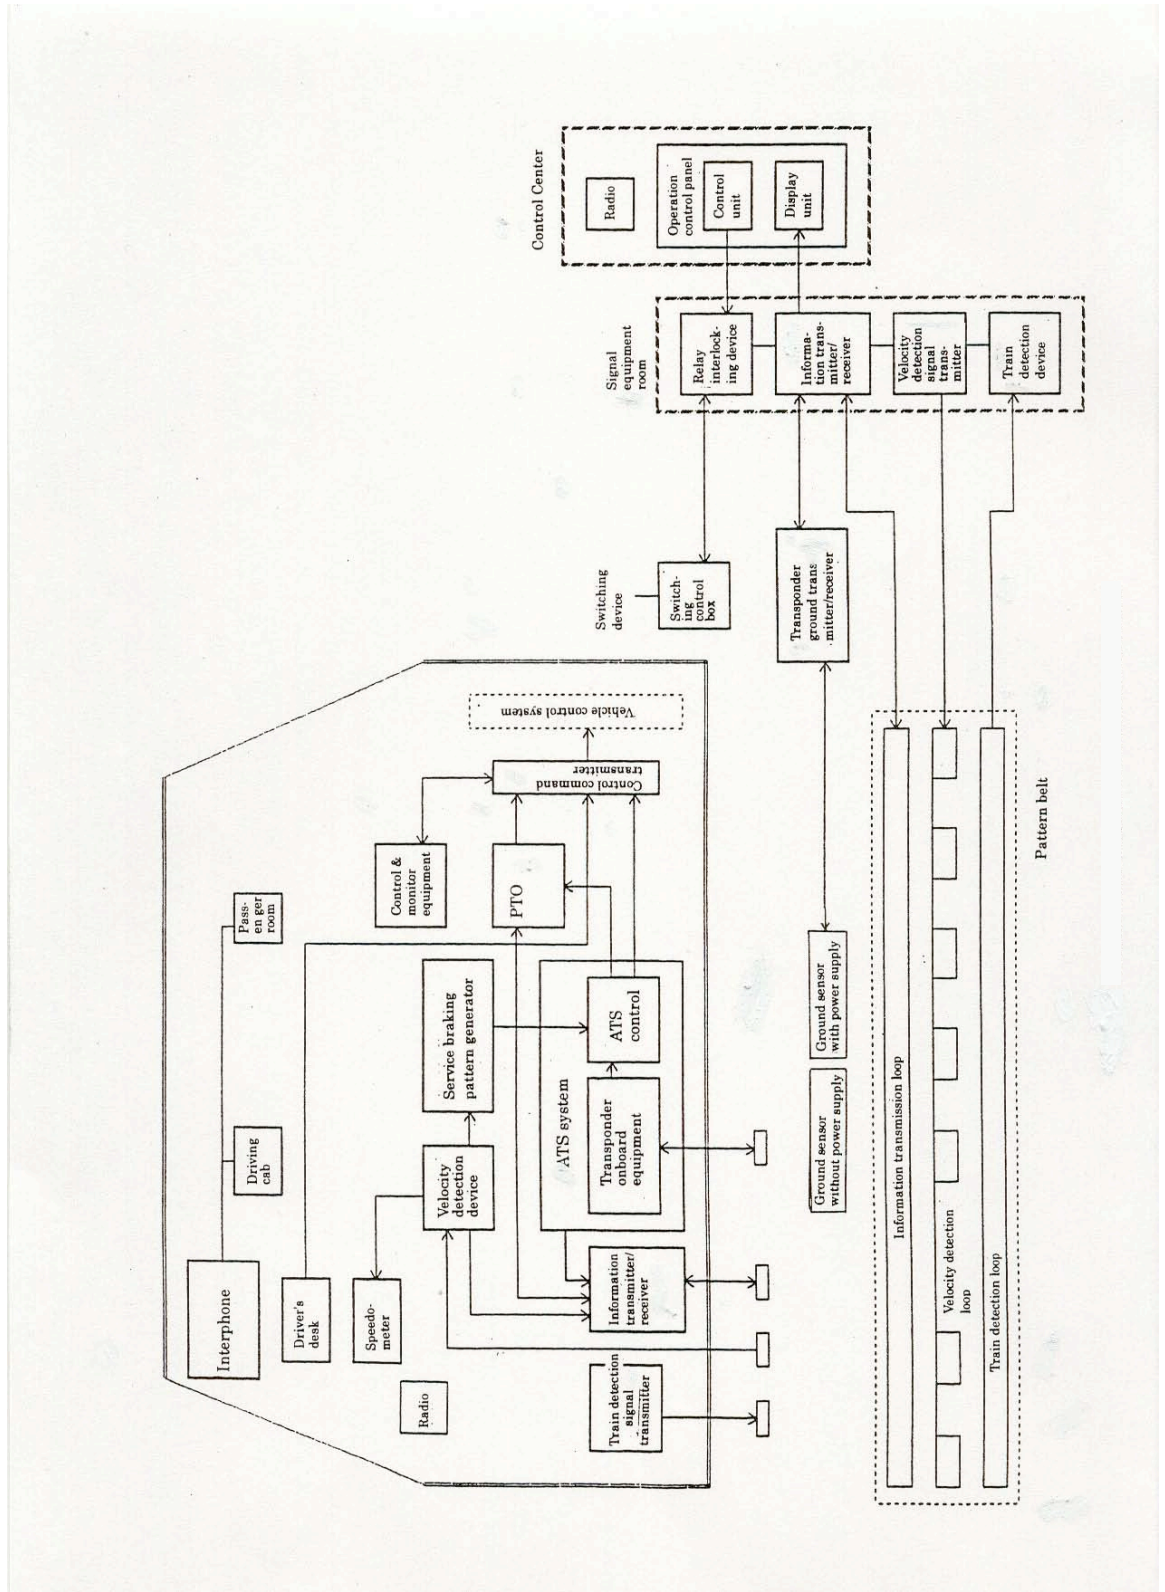 Interphone
Driving
cab
Pass-
en ger
room
Driver's
desk
Speedo-
meter
Radio
Velocity
detection
device
Service braking
pattern generator
Control &
monitor
equipment
PTO
Control command
transmitter
Vehicle control system
ATS system
Transponder
onboard
equipment
ATS
control
Information
transmitter/
receiver
Train detection
signal
transmitter
Switching
device
Switch-
ing
control
box
Signal
equipment
room
Relay
interlock-
ing device
Informa-
tion trans-
mitter/
receiver
Velocity
detection
signal
trans-
mitter
Train
detection
device
Control Center
Radio
Operation
control panel
Control
unit
Display
unit
Transponder
ground trans
mitter/receiver
Ground sensor
without power supply
Ground sensor
with power supply
Information transmission loop
Velocity detection
loop
Train detection loop
Pattern belt